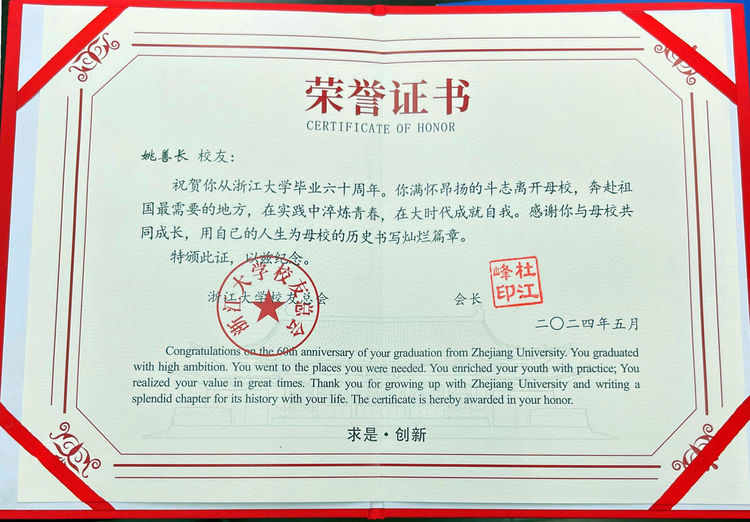 荣誉证书
CERTIFICATE OF HONOR
姚善长 校友：
祝贺你从浙江大学毕业六十周年。你满怀昂扬的斗志离开母校，奔赴祖
国最需要的地方，在实践中淬炼青春，在大时代成就自我。感谢你与母校共
同成长，用自己的人生为母校的历史书写灿烂篇章。
特颁此证，以兹纪念。
浙江大学校友总会
浙江大学校友总会
会长
杜江峰印
二〇二四年五月
Congratulations on the 60th anniversary of your graduation from Zhejiang University. You graduated
with high ambition. You went to the places you were needed. You enriched your youth with practice; You
realized your value in great times. Thank you for growing up with Zhejiang University and writing a
splendid chapter for its history with your life. The certificate is hereby awarded in your honor.
求是·创新